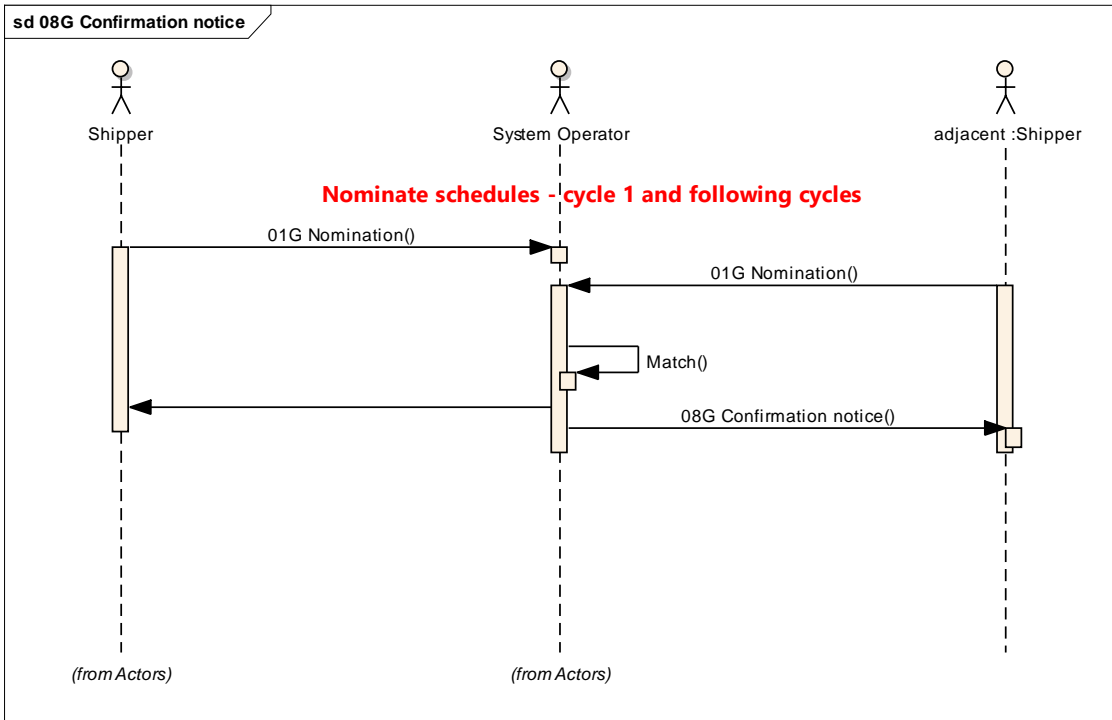 sd 08G Confirmation notice
Shipper
System Operator
adjacent :Shipper
Nominate schedules - cycle 1 and following cycles
01G Nomination()
01G Nomination()
Match()
08G Confirmation notice()
(from Actors)
(from Actors)